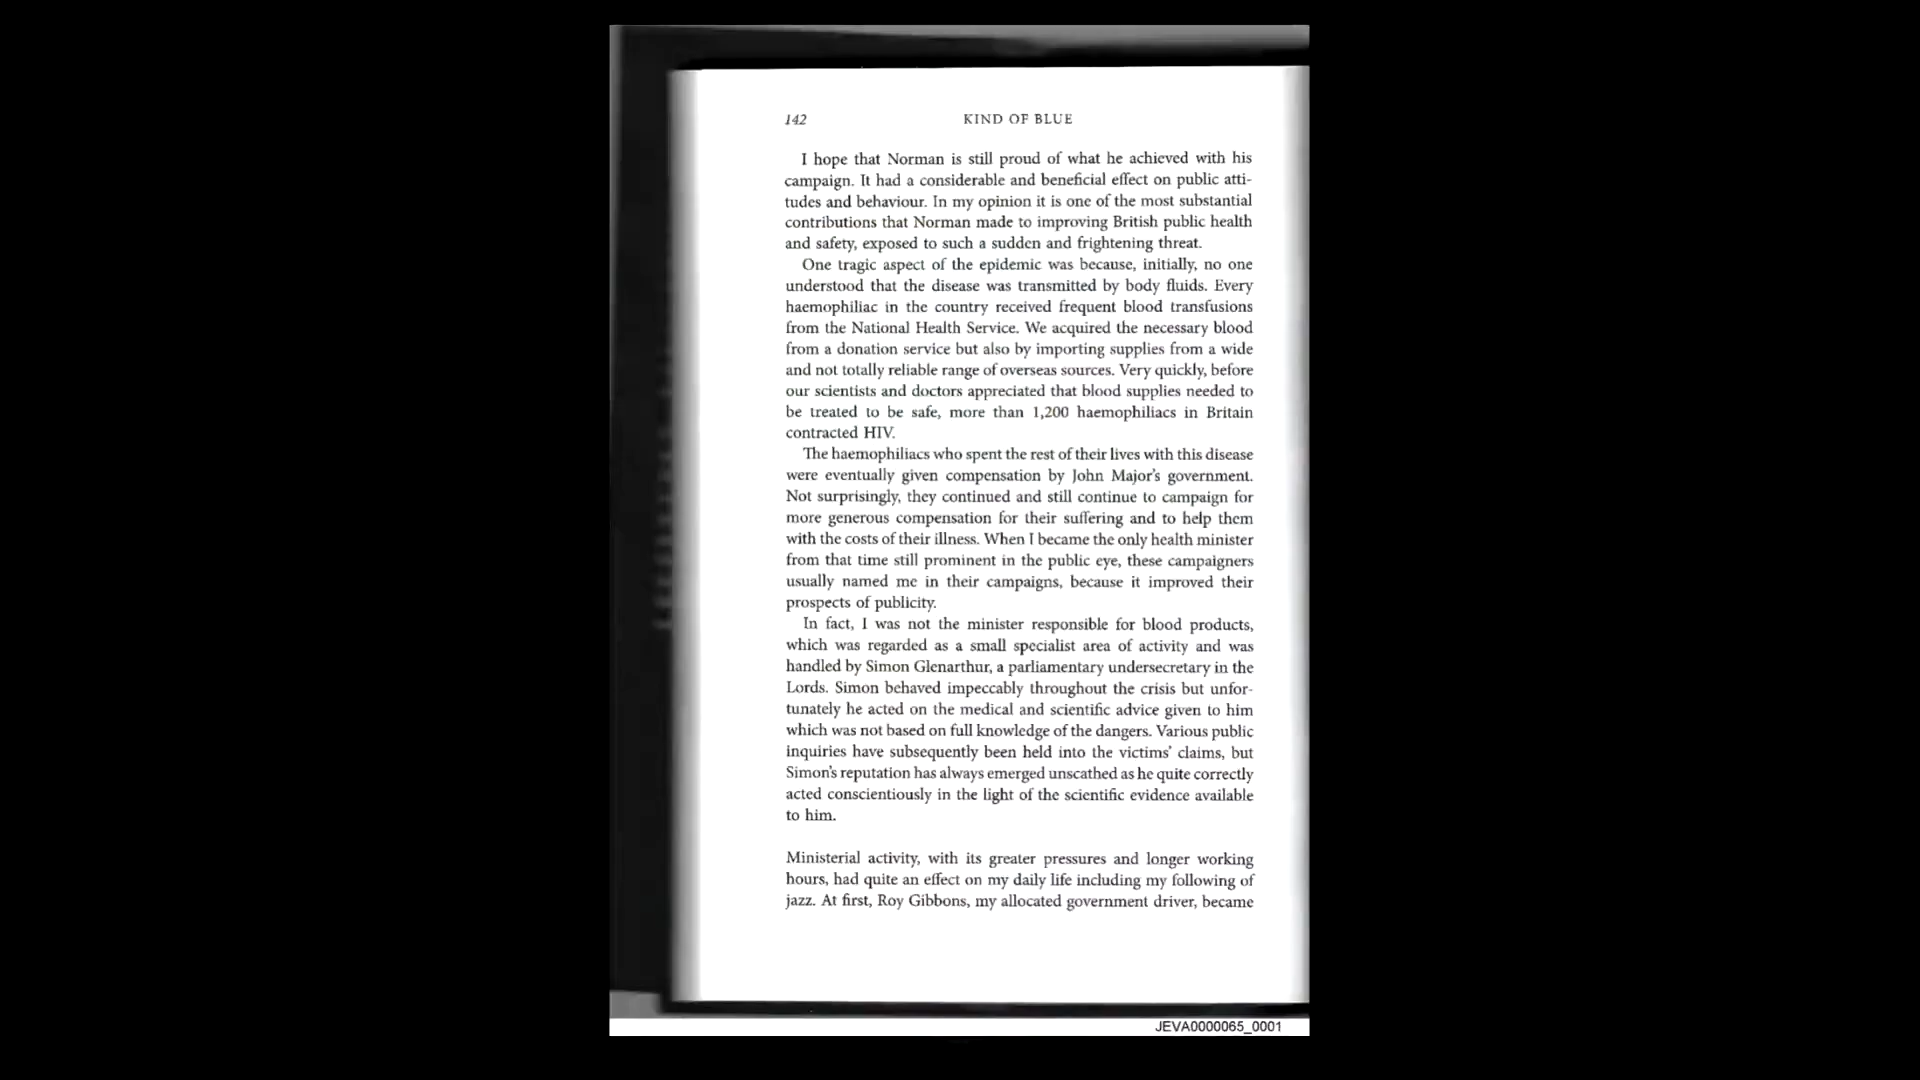 142
KIND OF BLUE
I hope that Norman is still proud of what he achieved with his
campaign. It had a considerable and beneficial effect on public atti-
tudes and behaviour. In my opinion it is one of the most substantial
contributions that Norman made to improving British public health
and safety, exposed to such a sudden and frightening threat.
One tragic aspect of the epidemic was because, initially, no one
understood that the disease was transmitted by body fluids. Every
haemophiliac in the country received frequent blood transfusions
from the National Health Service. We acquired the necessary blood
from a donation service but also by importing supplies from a wide
and not totally reliable range of overseas sources. Very quickly, before
our scientists and doctors appreciated that blood supplies needed to
be treated to be safe, more than 1,200 haemophiliacs in Britain
contracted HIV.
The haemophiliacs who spent the rest of their lives with this disease
were eventually given compensation by John Major's government.
Not surprisingly, they continued and still continue to campaign for
more generous compensation for their suffering and to help them
with the costs of their illness. When I became the only health minister
from that time still prominent in the public eye, these campaigners
usually named me in their campaigns, because it improved their
prospects of publicity.
In fact, I was not the minister responsible for blood products,
which was regarded as a small specialist area of activity and was
handled by Simon Glenarthur, a parliamentary undersecretary in the
Lords. Simon behaved impeccably throughout the crisis but unfor-
tunately he acted on the medical and scientific advice given to him
which was not based on full knowledge of the dangers. Various public
inquiries have subsequently been held into the victims' claims, but
Simon's reputation has always emerged unscathed as he quite correctly
acted conscientiously in the light of the scientific evidence available
to him.
Ministerial activity, with its greater pressures and longer working
hours, had quite an effect on my daily life including my following of
jazz. At first, Roy Gibbons, my allocated government driver, became
JEVA0000065_0001